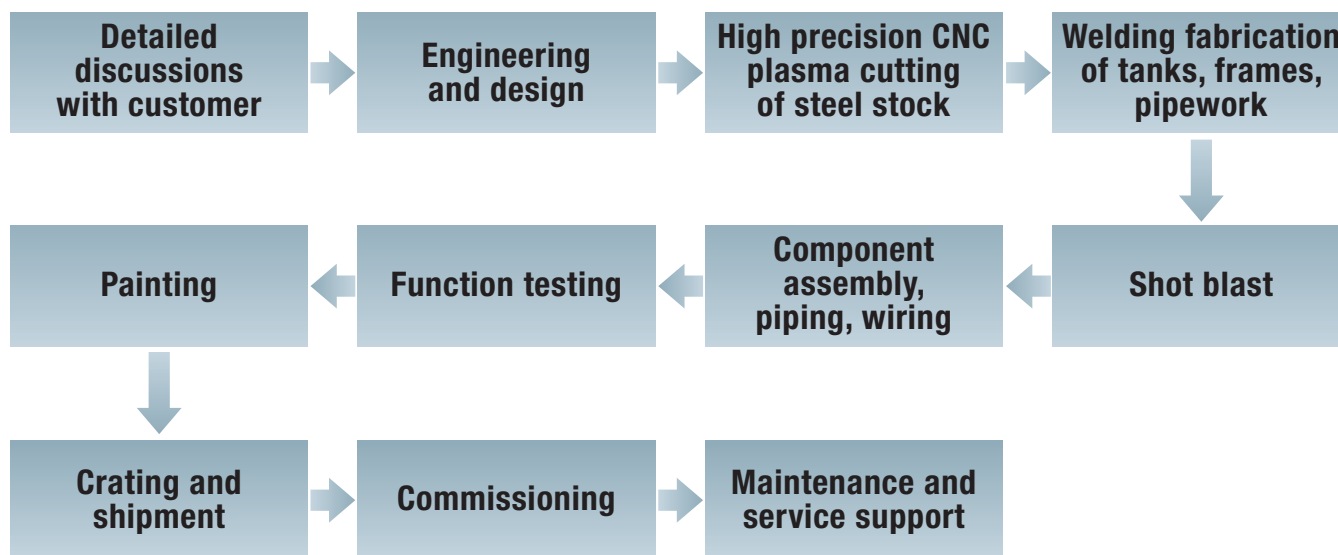 Detailed
discussions
with customer
Engineering
and design
High precision CNC
plasma cutting
of steel stock
Welding fabrication
of tanks, frames,
pipework
Shot blast
Component
assembly,
piping, wiring
Function testing
Painting
Crating and
shipment
Commissioning
Maintenance and
service support